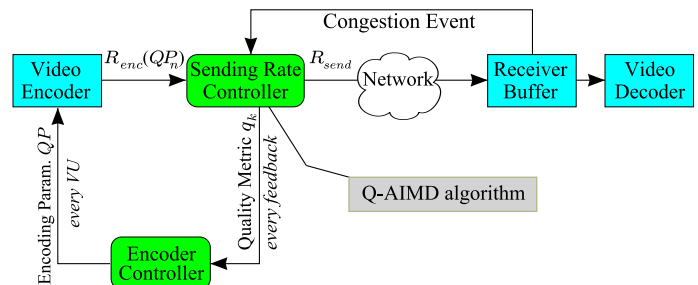 Congestion Event
Video
Encoder
R_enc(QP_n)
Sending Rate
Controller
R_send
Network
Receiver
Buffer
Video
Decoder
Encoding Param. QP
every VU
Quality Metric q_k
every feedback
Q-AIMD algorithm
Encoder
Controller